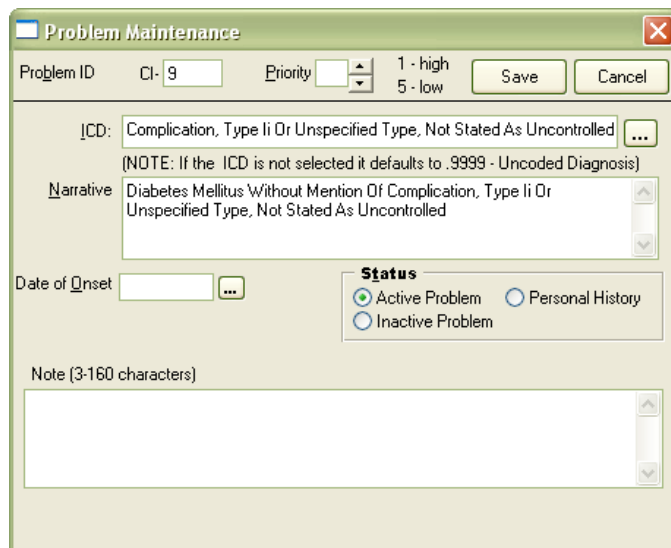 Problem Maintenance
Problem ID CI- 9 Priority 1 - high
5 - low Save Cancel
ICD: Complication, Type Ii Or Unspecified Type, Not Stated As Uncontrolled ...
(NOTE: If the ICD is not selected it defaults to .9999 - Uncoded Diagnosis)
Narrative Diabetes Mellitus Without Mention Of Complication, Type Ii Or
Unspecified Type, Not Stated As Uncontrolled
Date of Onset ...
Status
Active Problem Personal History
Inactive Problem
Note (3-160 characters)